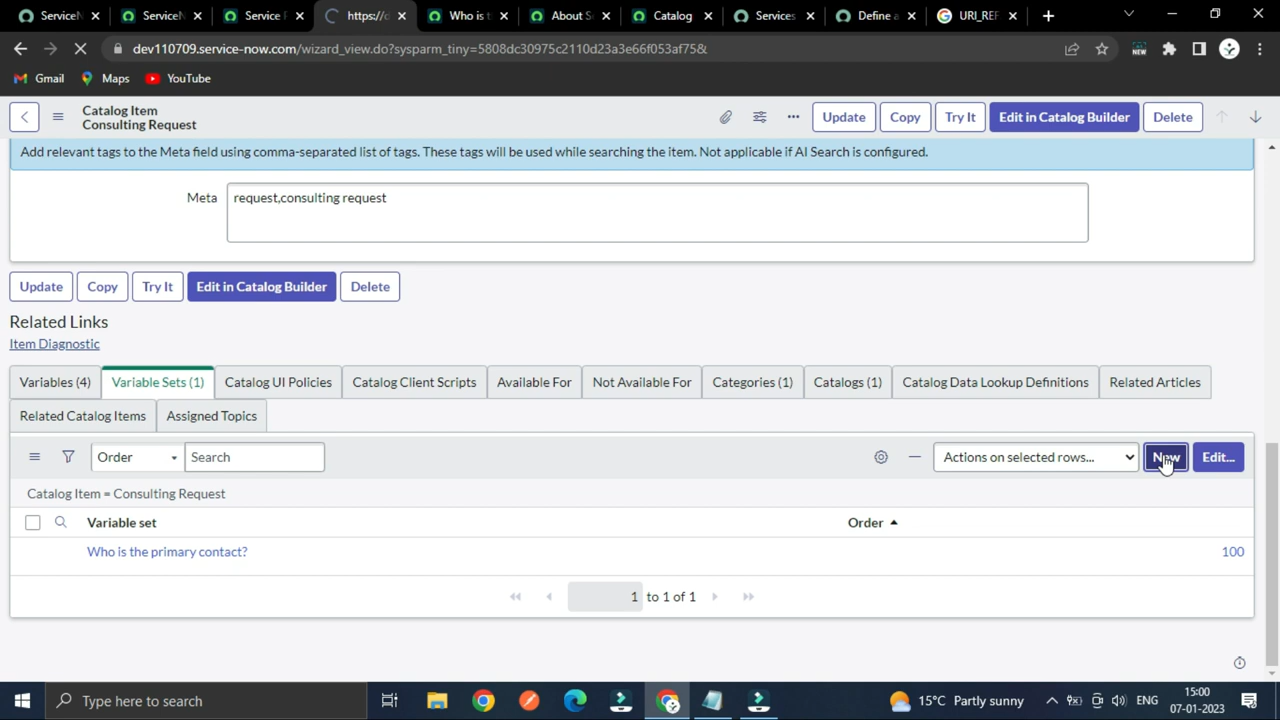 ServiceN
ServiceN
Service P
https://d
Who is t
About S
Catalog
Services
Define a
URI_REF
dev110709.service-now.com/wizard_view.do?sysparm_tiny=5808dc30975c2110d23a3e66f053af75&
NEW
Gmail
Maps
YouTube
Catalog Item
Consulting Request
Update
Copy
Try It
Edit in Catalog Builder
Delete
Add relevant tags to the Meta field using comma-separated list of tags. These tags will be used while searching the item. Not applicable if AI Search is configured.
Meta
request,consulting request
Update
Copy
Try It
Edit in Catalog Builder
Delete
Related Links
Item Diagnostic
Variables (4)
Variable Sets (1)
Catalog UI Policies
Catalog Client Scripts
Available For
Not Available For
Categories (1)
Catalogs (1)
Catalog Data Lookup Definitions
Related Articles
Related Catalog Items
Assigned Topics
Order
Search
Actions on selected rows...
New
Edit...
Catalog Item = Consulting Request
Variable set
Order
Who is the primary contact?
100
1 to 1 of 1
Type here to search
15°C Partly sunny
ENG
15:00
07-01-2023